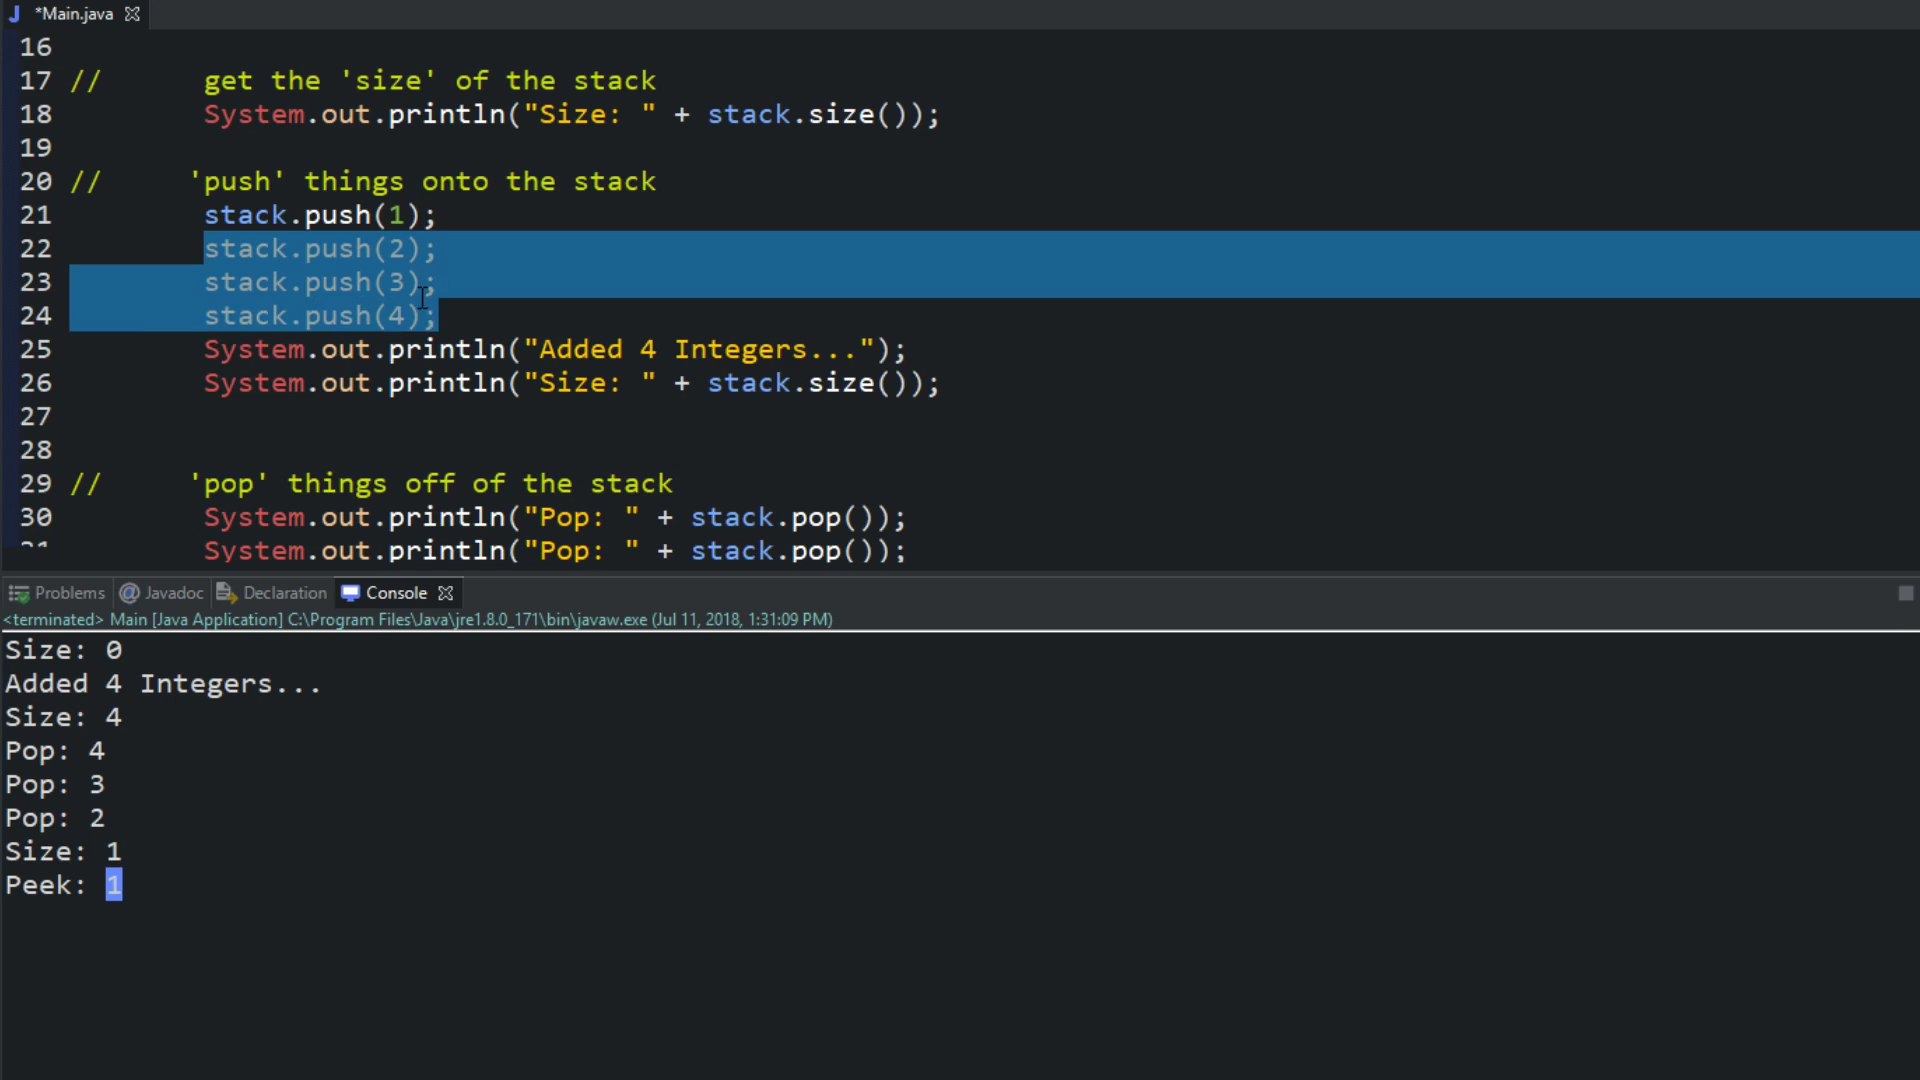 *Main.java
16
17 // get the 'size' of the stack
18 System.out.println("Size: " + stack.size());
19
20 // 'push' things onto the stack
21 stack.push(1);
22 stack.push(2);
23 stack.push(3);
24 stack.push(4);
25 System.out.println("Added 4 Integers...");
26 System.out.println("Size: " + stack.size());
27
28
29 // 'pop' things off of the stack
30 System.out.println("Pop: " + stack.pop());
System.out.println("Pop: " + stack.pop());
Problems @ Javadoc Declaration Console
<terminated> Main [Java Application] C:\Program Files\Java\jre1.8.0_171\bin\javaw.exe (Jul 11, 2018, 1:31:09 PM)
Size: 0
Added 4 Integers...
Size: 4
Pop: 4
Pop: 3
Pop: 2
Size: 1
Peek: 1